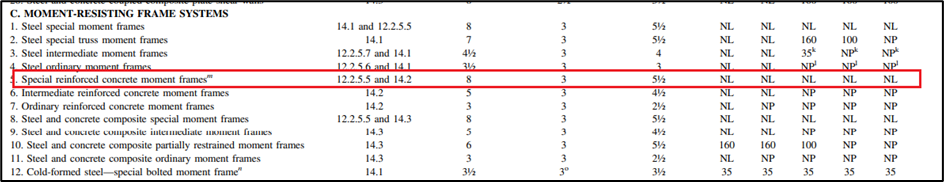 C. MOMENT-RESISTING FRAME SYSTEMS
1. Steel special moment frames 14.1 and 12.2.5.5 8 3 5½ NL NL NL NL NL
2. Steel special truss moment frames 14.1 7 3 5½ NL NL 160 100 NP
3. Steel intermediate moment frames 12.2.5.7 and 14.1 4½ 3 4 NL NL 35ᵏ NPᵏ NPᵏ
4. Steel ordinary moment frames 12.2.5.6 and 14.1 3½ 3 3 NL NL NPˡ NPˡ NPˡ
5. Special reinforced concrete moment framesᵐ 12.2.5.5 and 14.2 8 3 5½ NL NL NL NL NL
6. Intermediate reinforced concrete moment frames 14.2 5 3 4½ NL NL NP NP NP
7. Ordinary reinforced concrete moment frames 14.2 3 3 2½ NL NP NP NP NP
8. Steel and concrete composite special moment frames 12.2.5.5 and 14.3 8 3 5½ NL NL NL NL NL
9. Steel and concrete composite intermediate moment frames 14.3 5 3 4½ NL NL NP NP NP
10. Steel and concrete composite partially restrained moment frames 14.3 6 3 5½ 160 160 100 NP NP
11. Steel and concrete composite ordinary moment frames 14.3 3 3 2½ NL NP NP NP NP
12. Cold-formed steel—special bolted moment frameⁿ 14.1 3½ 3ᵒ 3½ 35 35 35 35 35